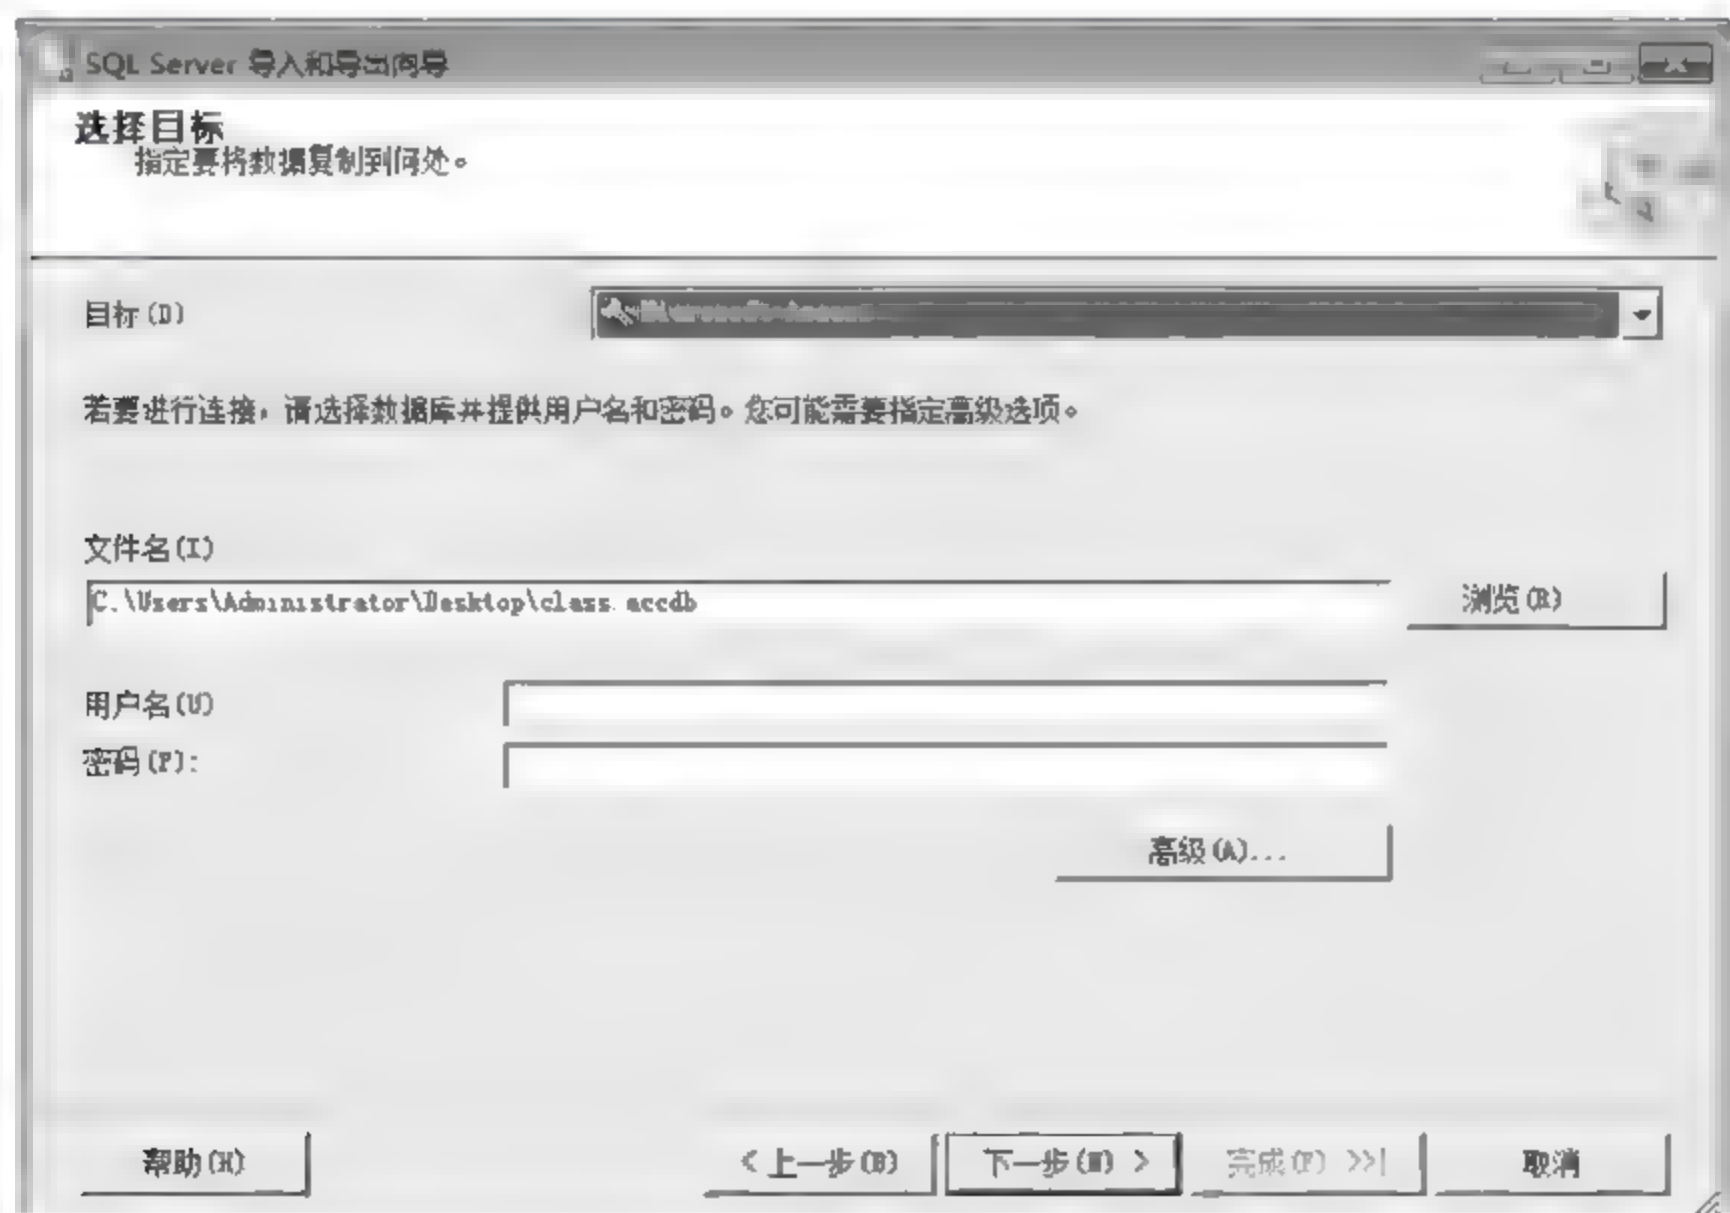 SQL Server 导入和导出向导
选择目标
指定要将数据复制到何处。
目标(D)
若要进行连接，请选择数据库并提供用户名和密码。您可能需要指定高级选项。
文件名(I)
C:\Users\Administrator\Desktop\class.accdb
浏览(R)
用户名(U)
密码(P):
高级(A)...
帮助(H)
< 上一步(B)
下一步(N) >
完成(F) >>|
取消